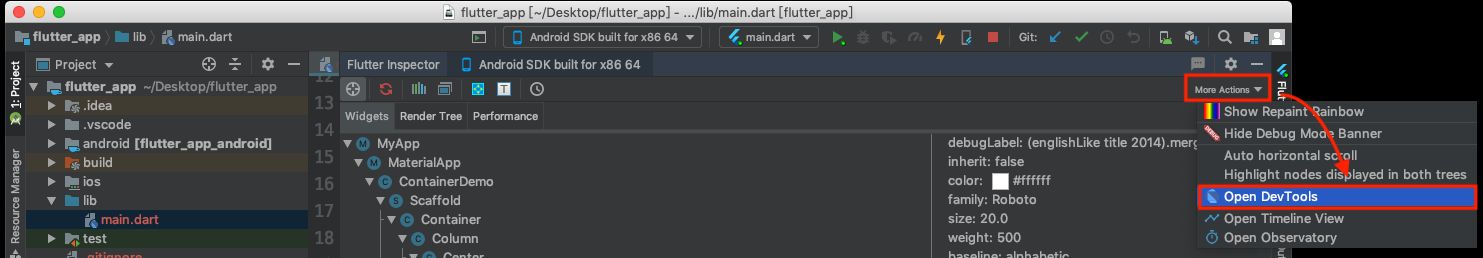 flutter_app [~/Desktop/flutter_app] - .../lib/main.dart [flutter_app]
flutter_app lib main.dart Android SDK built for x86 64 main.dart Git:
Project
Flutter Inspector Android SDK built for x86 64
1: Project
Resource Manager
flutter_app ~/Desktop/flutter_app
.idea
.vscode
android [flutter_app_android]
build
ios
lib
main.dart
test
.gitignore
12
13
14
15
16
17
18
T
More Actions
Widgets Render Tree Performance
MyApp
MaterialApp
ContainerDemo
Scaffold
Container
Column
Center
debugLabel: (englishLike title 2014).merg
inherit: false
color: #ffffff
family: Roboto
size: 20.0
weight: 500
baseline: alphabetic
Flut
Show Repaint Rainbow
Hide Debug Mode Banner
Auto horizontal scroll
Highlight nodes displayed in both trees
Open DevTools
Open Timeline View
Open Observatory